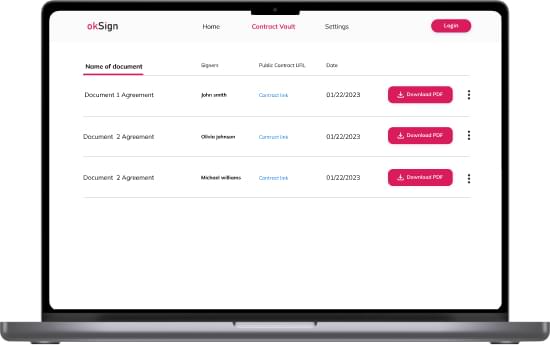 okSign Home Contract Vault Settings Login
Name of document Signers Public Contract URL Date
Document 1 Agreement John smith Contract link 01/22/2023 Download PDF
Document 2 Agreement Olivia johnson Contract link 01/22/2023 Download PDF
Document 2 Agreement Michael williams Contract link 01/22/2023 Download PDF